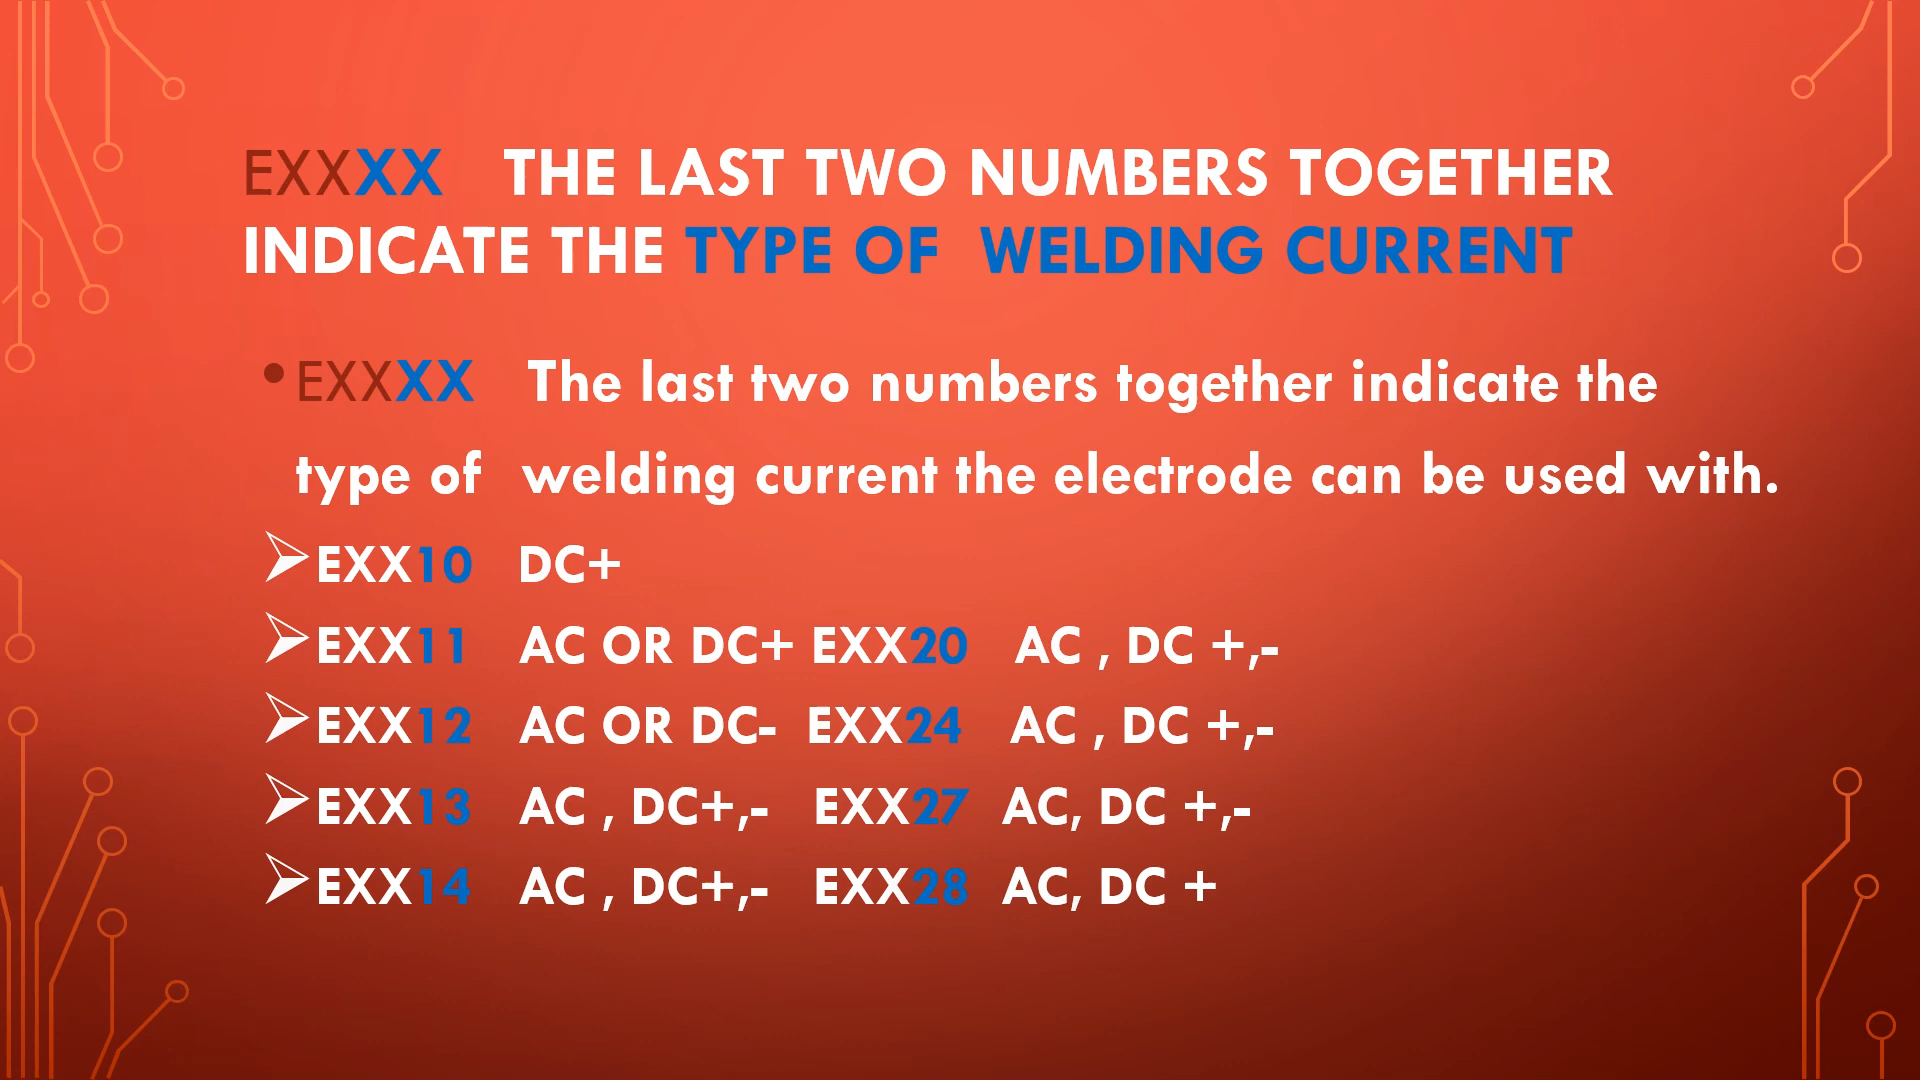 EXXXX THE LAST TWO NUMBERS TOGETHER
INDICATE THE TYPE OF WELDING CURRENT
•EXXXX The last two numbers together indicate the
type of welding current the electrode can be used with.
➢EXX10 DC+
➢EXX11 AC OR DC+ EXX20 AC , DC +,-
➢EXX12 AC OR DC- EXX24 AC , DC +,-
➢EXX13 AC , DC+,- EXX27 AC, DC +,-
➢EXX14 AC , DC+,- EXX28 AC, DC +